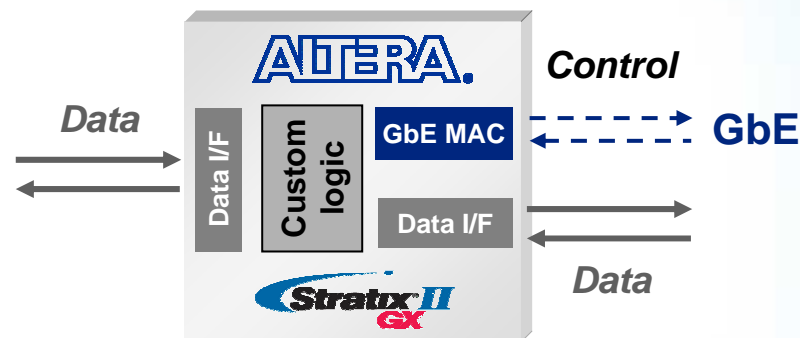 ALTERA.
Control
Data
Data I/F
Custom
logic
GbE MAC
GbE
Data I/F
Data
Stratix II
GX